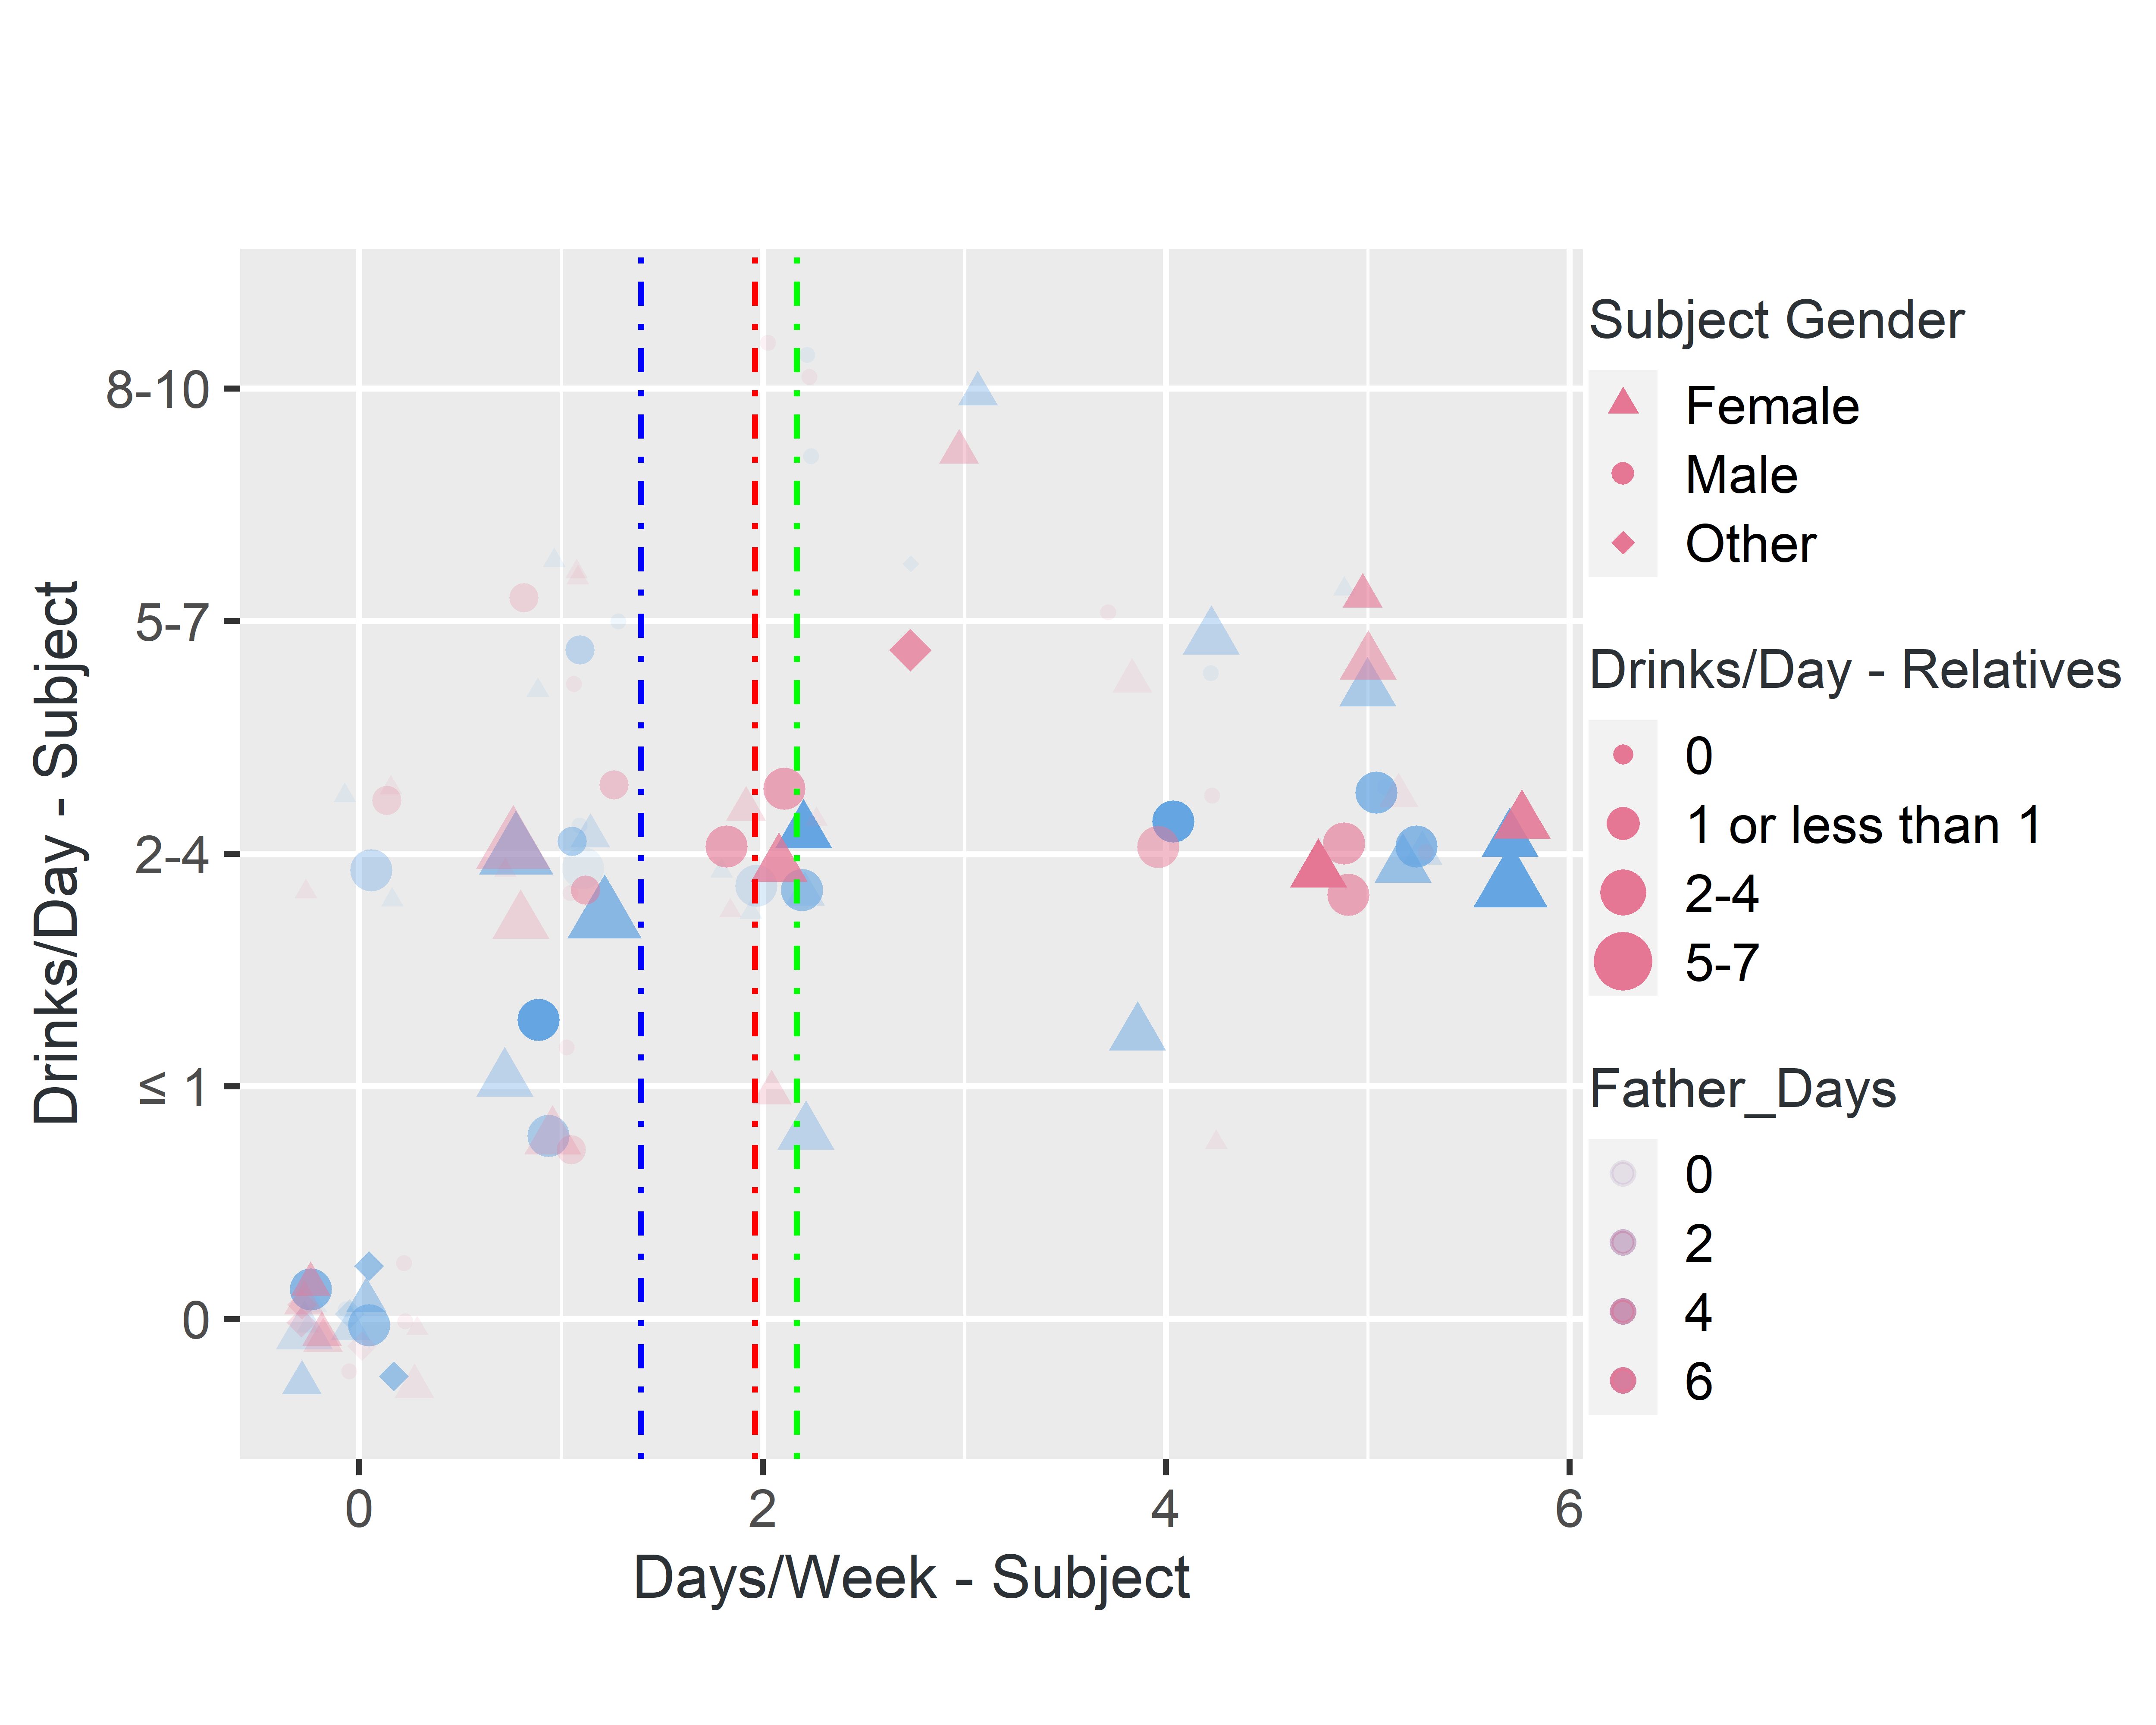 Drinks/Day - Subject
8-10
5-7
2-4
≤ 1
0
0 2 4 6
Days/Week - Subject
Subject Gender
Female
Male
Other
Drinks/Day - Relatives
0
1 or less than 1
2-4
5-7
Father_Days
0
2
4
6